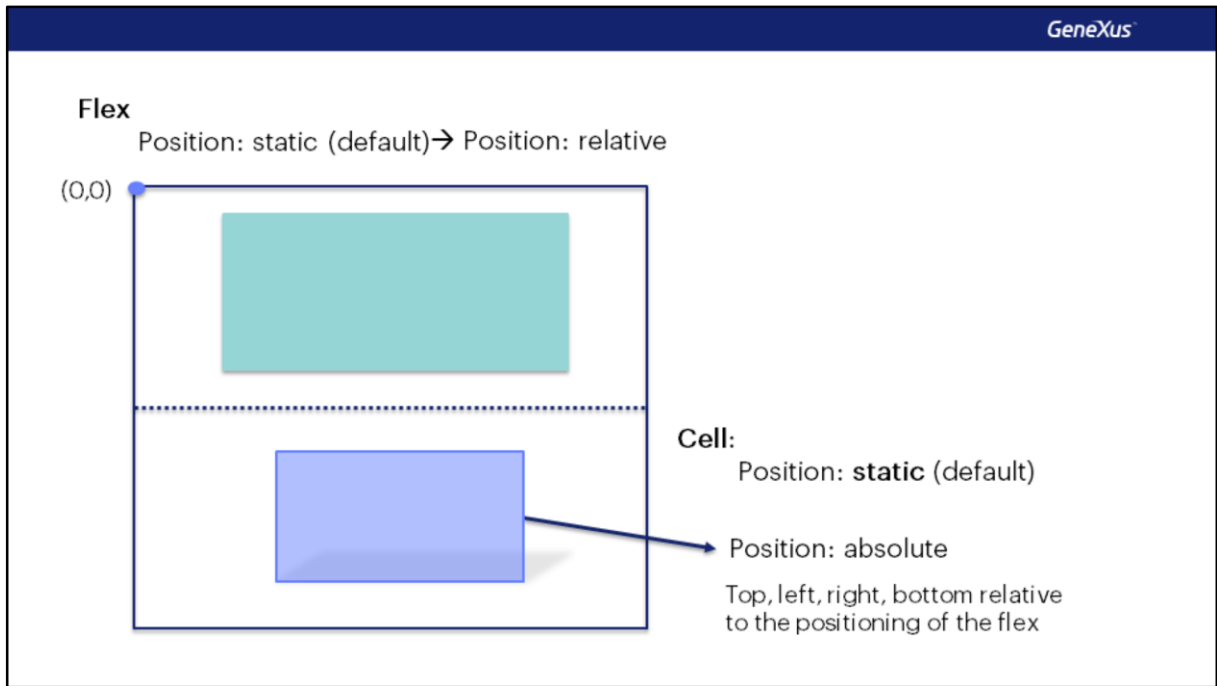 GeneXus™
Flex
Position: static (default)→ Position: relative
(0,0)
Cell:
Position: static (default)
Position: absolute
Top, left, right, bottom relative
to the positioning of the flex